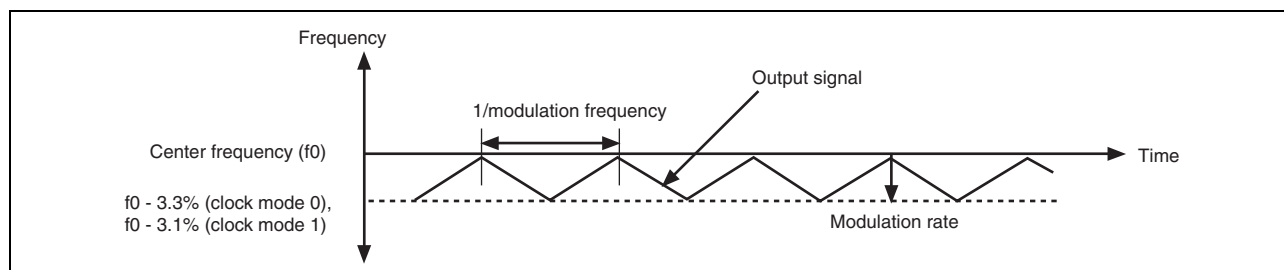 Frequency
Output signal
1/modulation frequency
Center frequency (f0)
Time
f0 - 3.3% (clock mode 0),
f0 - 3.1% (clock mode 1)
Modulation rate